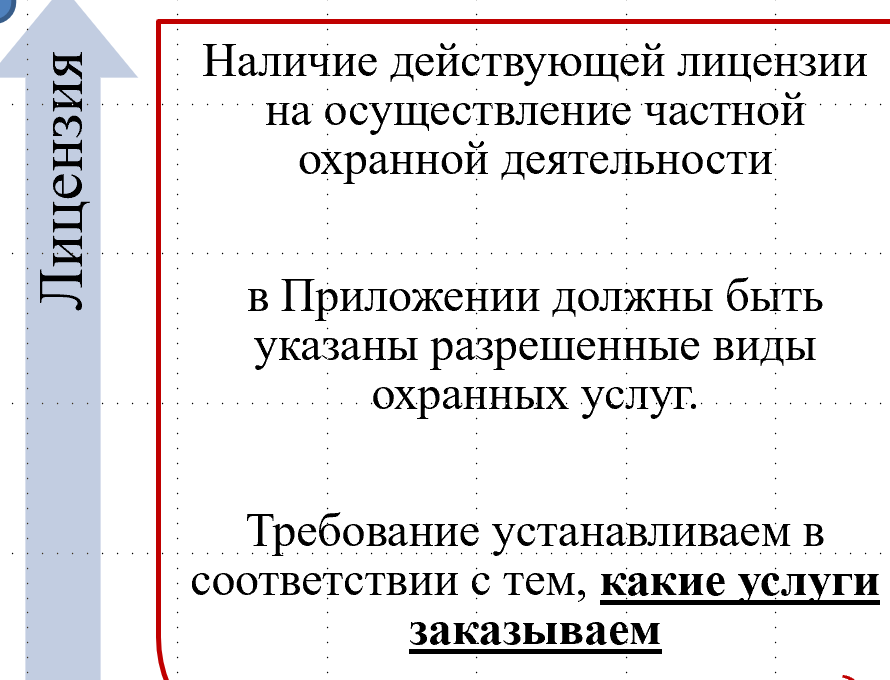 Лицензия
Наличие действующей лицензии
на осуществление частной
охранной деятельности
в Приложении должны быть
указаны разрешенные виды
охранных услуг.
Требование устанавливаем в
соответствии с тем, какие услуги
заказываем